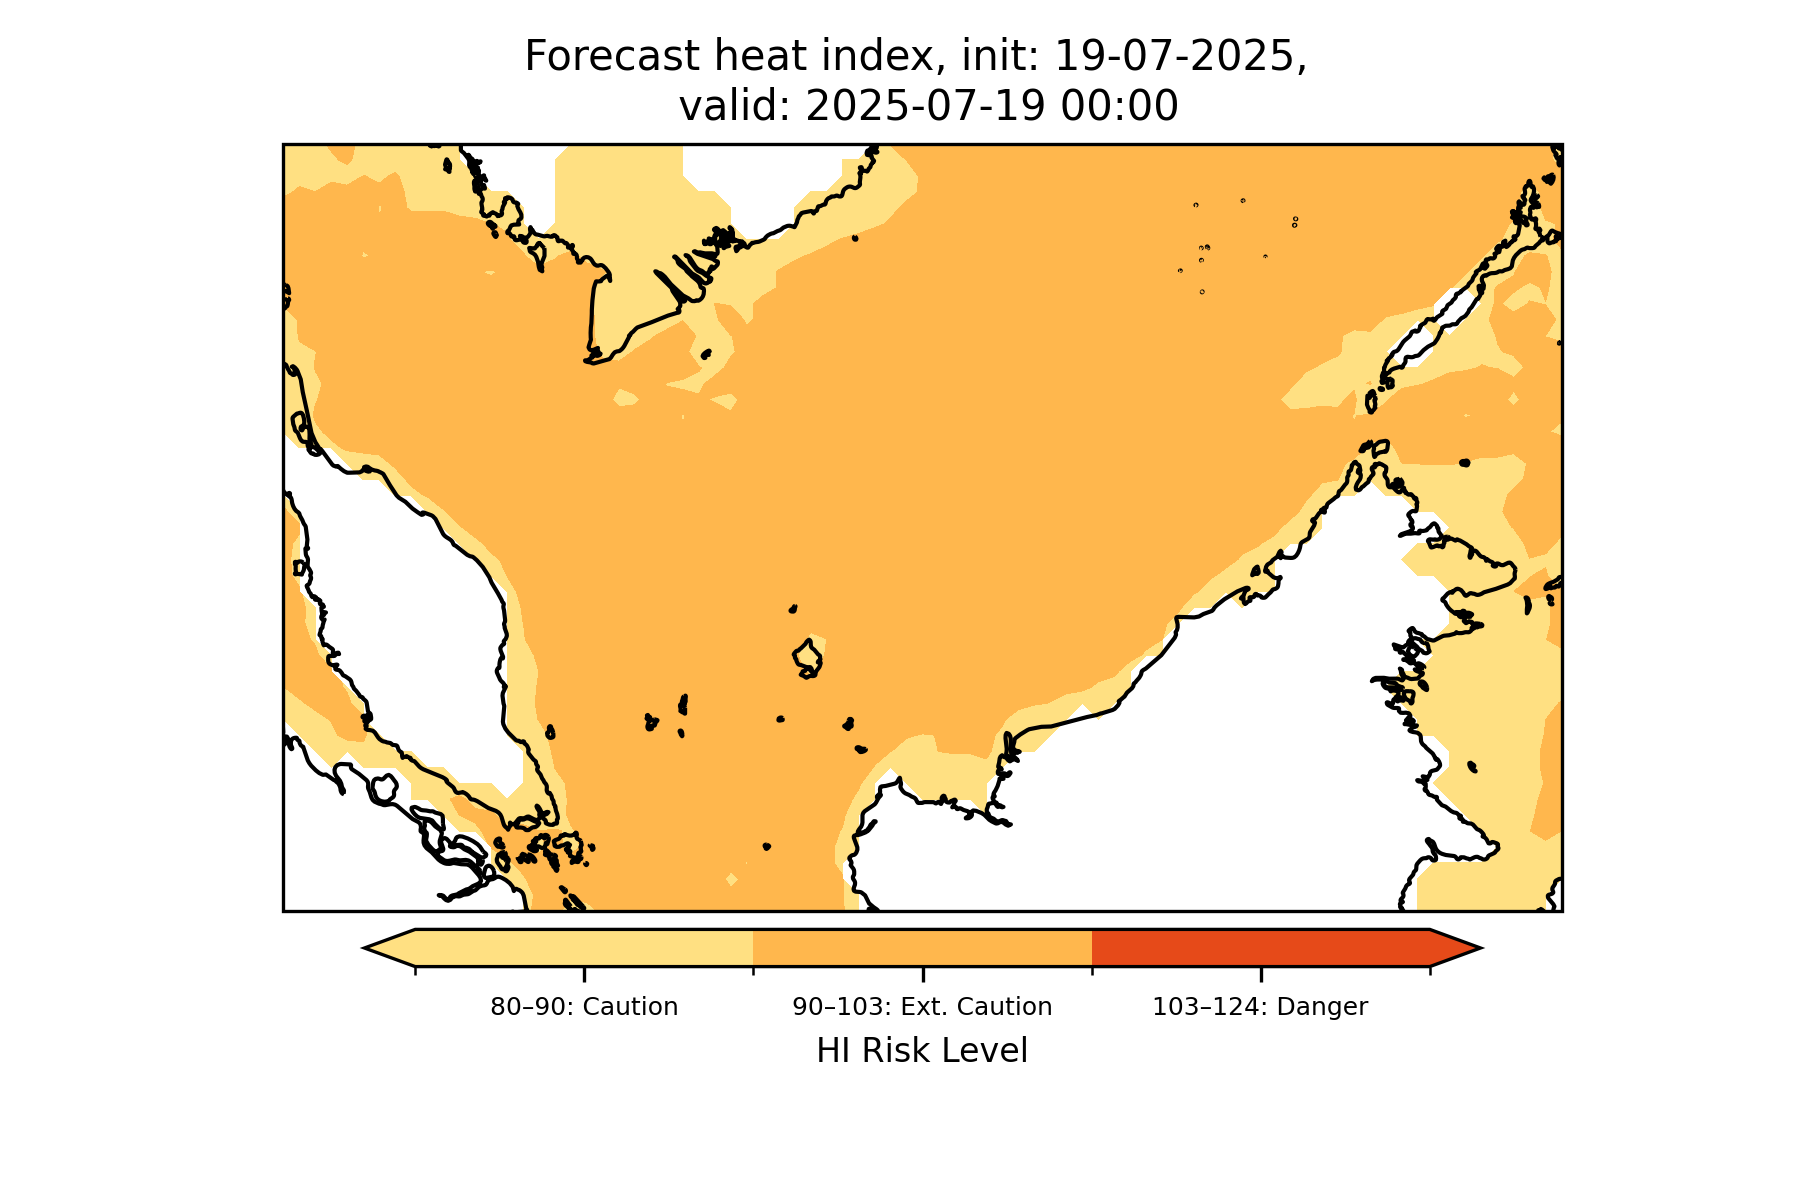 Forecast heat index, init: 19-07-2025,
valid: 2025-07-19 00:00
80–90: Caution
90–103: Ext. Caution
103–124: Danger
HI Risk Level